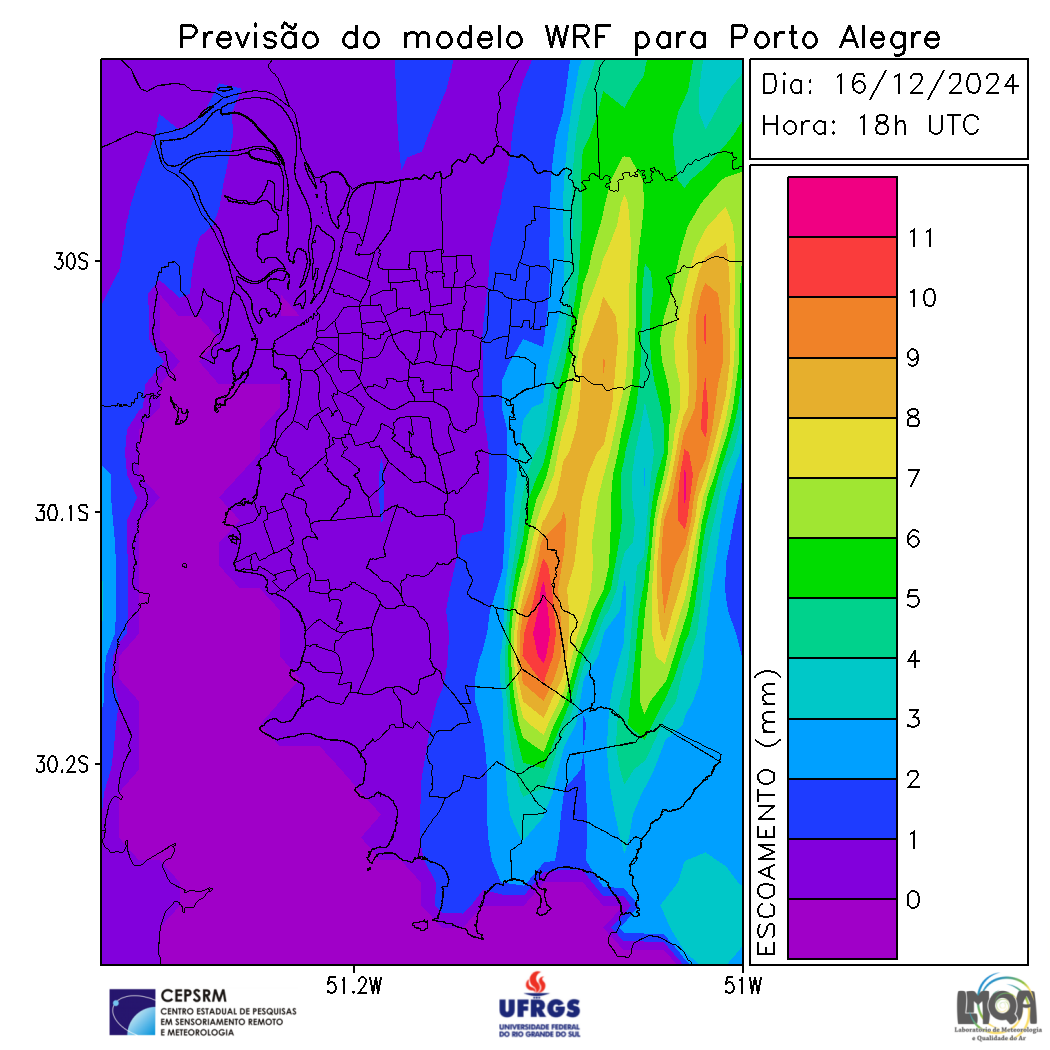 Previsão do modelo WRF para Porto Alegre
Dia: 16/12/2024
Hora: 18h UTC
30S
30.1S
30.2S
51.2W
51W
ESCOAMENTO (mm)
11
10
9
8
7
6
5
4
3
2
1
0
CEPSRM
CENTRO ESTADUAL DE PESQUISAS
EM SENSORIAMENTO REMOTO
E METEOROLOGIA
UFRGS
UNIVERSIDADE FEDERAL
DO RIO GRANDE DO SUL
LMQA
Laboratório de Meteorologia
e Qualidade do Ar